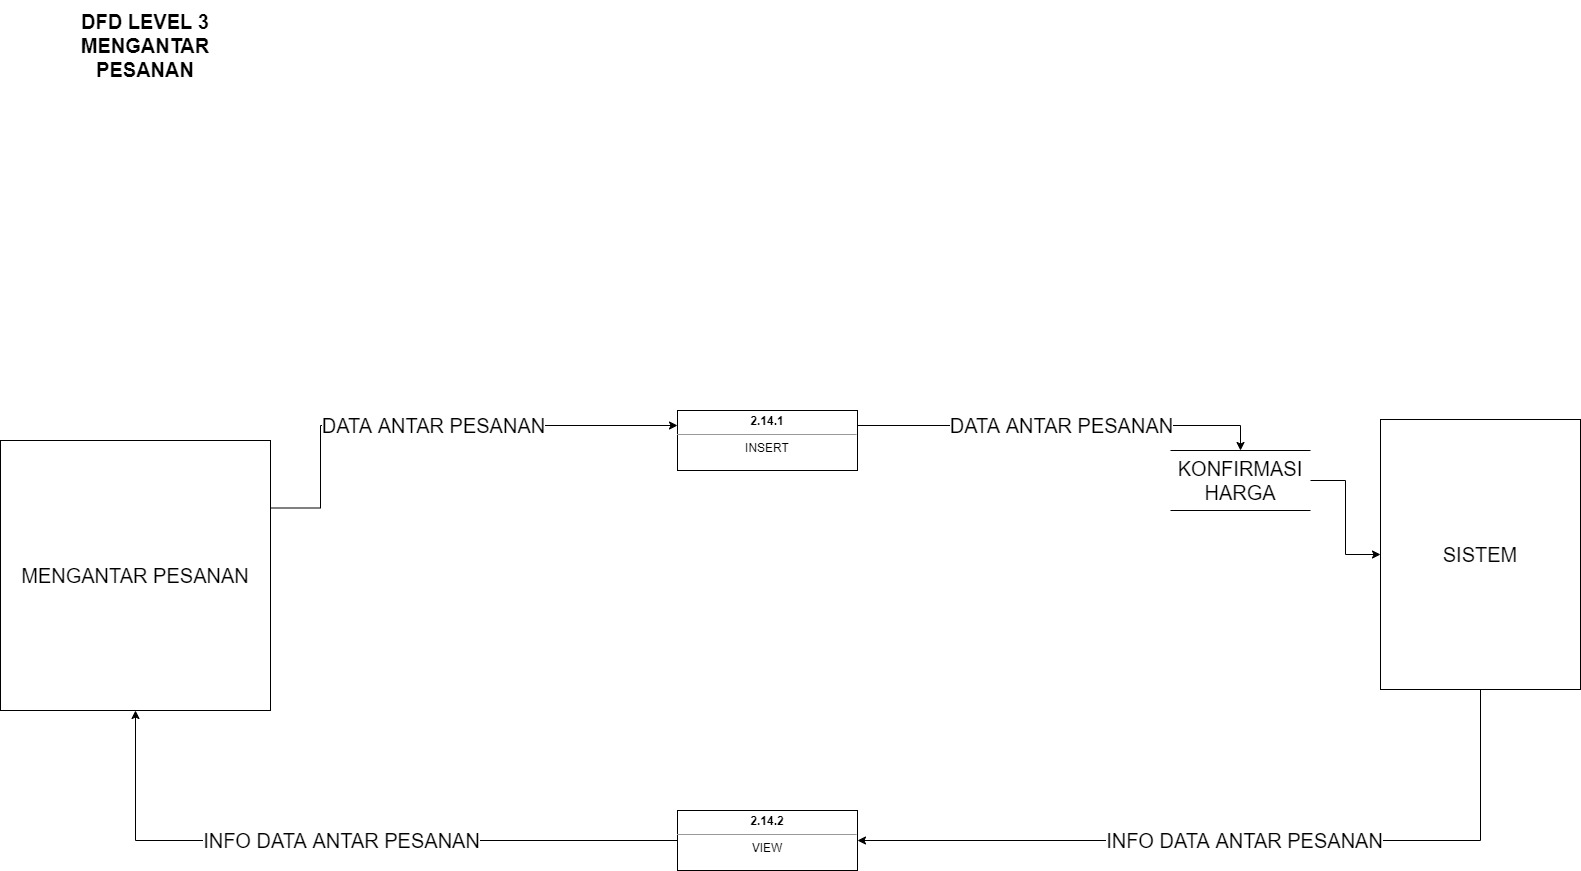 DFD LEVEL 3
MENGANTAR
PESANAN
DATA ANTAR PESANAN
2.14.1
INSERT
DATA ANTAR PESANAN
KONFIRMASI
HARGA
MENGANTAR PESANAN
SISTEM
INFO DATA ANTAR PESANAN
2.14.2
VIEW
INFO DATA ANTAR PESANAN